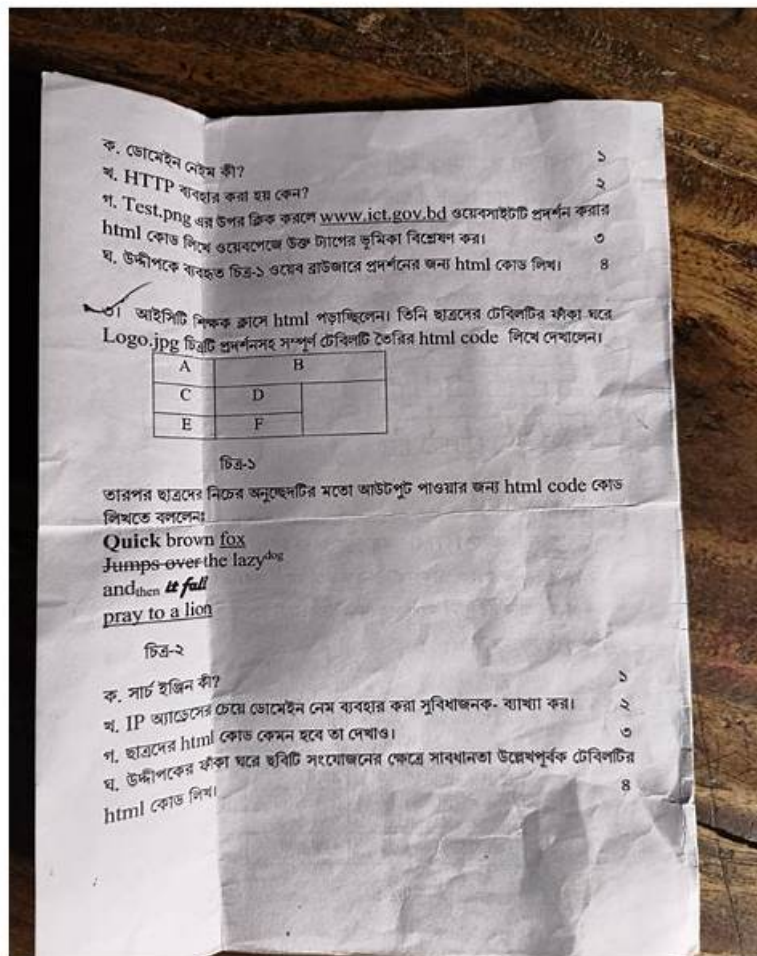 ক. ডোমেইন নেইম কী? ১
খ. HTTP ব্যবহার করা হয় কেন? ২
গ. Test.png এর উপর ক্লিক করলে www.ict.gov.bd ওয়েবসাইটটি প্রদর্শন করার
html কোড লিখে ওয়েবপেজে উক্ত ট্যাগের ভূমিকা বিশ্লেষণ কর। ৩
ঘ. উদ্দীপকে ব্যবহৃত চিত্র-১ ওয়েব ব্রাউজারে প্রদর্শনের জন্য html কোড লিখ। ৪
৩। আইসিটি শিক্ষক ক্লাসে html পড়াচ্ছিলেন। তিনি ছাত্রদের টেবিলটির ফাঁকা ঘরে
Logo.jpg চিত্রটি প্রদর্শনসহ সম্পূর্ণ টেবিলটি তৈরির html code লিখে দেখালেন।
A B
C D
E F
চিত্র-১
তারপর ছাত্রদের নিচের অনুচ্ছেদটির মতো আউটপুট পাওয়ার জন্য html code কোড
লিখতে বললেনঃ
Quick brown fox
Jumps over the lazy dog
and then it fall
pray to a lion
চিত্র-২
ক. সার্চ ইঞ্জিন কী? ১
খ. IP অ্যাড্রেসের চেয়ে ডোমেইন নেম ব্যবহার করা সুবিধাজনক- ব্যাখ্যা কর। ২
গ. ছাত্রদের html কোড কেমন হবে তা দেখাও। ৩
ঘ. উদ্দীপকের ফাঁকা ঘরে ছবিটি সংযোজনের ক্ষেত্রে সাবধানতা উল্লেখপূর্বক টেবিলটির
html কোড লিখ। ৪